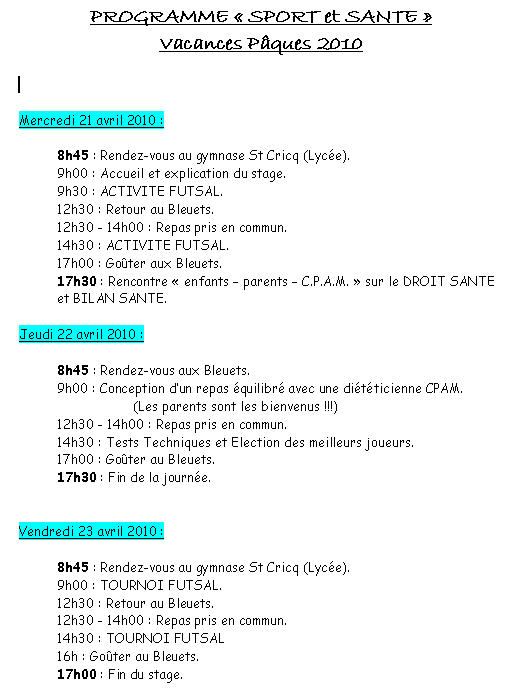 PROGRAMME « SPORT et SANTE »
Vacances Pâques 2010
Mercredi 21 avril 2010 :
8h45 : Rendez-vous au gymnase St Cricq (Lycée).
9h00 : Accueil et explication du stage.
9h30 : ACTIVITE FUTSAL.
12h30 : Retour au Bleuets.
12h30 - 14h00 : Repas pris en commun.
14h30 : ACTIVITE FUTSAL.
17h00 : Goûter aux Bleuets.
17h30 : Rencontre « enfants – parents – C.P.A.M. » sur le DROIT SANTE
et BILAN SANTE.
Jeudi 22 avril 2010 :
8h45 : Rendez-vous aux Bleuets.
9h00 : Conception d'un repas équilibré avec une diététicienne CPAM.
(Les parents sont les bienvenus !!!)
12h30 - 14h00 : Repas pris en commun.
14h30 : Tests Techniques et Election des meilleurs joueurs.
17h00 : Goûter au Bleuets.
17h30 : Fin de la journée.
Vendredi 23 avril 2010 :
8h45 : Rendez-vous au gymnase St Cricq (Lycée).
9h00 : TOURNOI FUTSAL.
12h30 : Retour au Bleuets.
12h30 - 14h00 : Repas pris en commun.
14h30 : TOURNOI FUTSAL
16h : Goûter au Bleuets.
17h00 : Fin du stage.